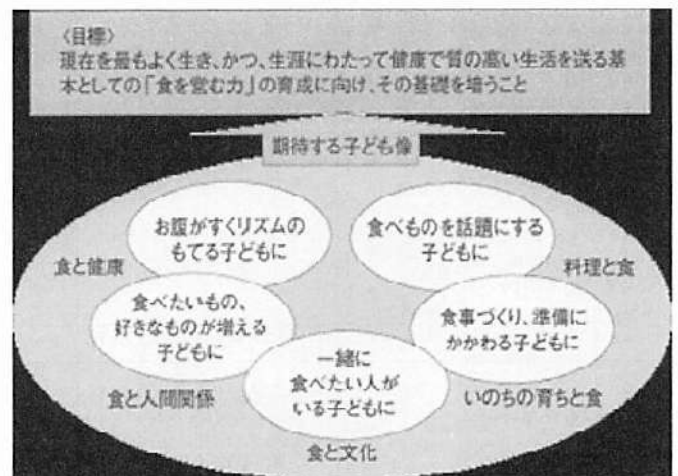 〈目標〉
現在を最もよく生き、かつ、生涯にわたって健康で質の高い生活を送る基
本としての「食を営む力」の育成に向け、その基礎を培うこと
期待する子ども像
お腹がすくリズムの
もてる子どもに
食べものを話題にする
子どもに
食と健康
料理と食
食べたいもの、
好きなものが増える
子どもに
食事づくり、準備に
かかわる子どもに
一緒に
食べたい人が
いる子どもに
食と人間関係
いのちの育ちと食
食と文化